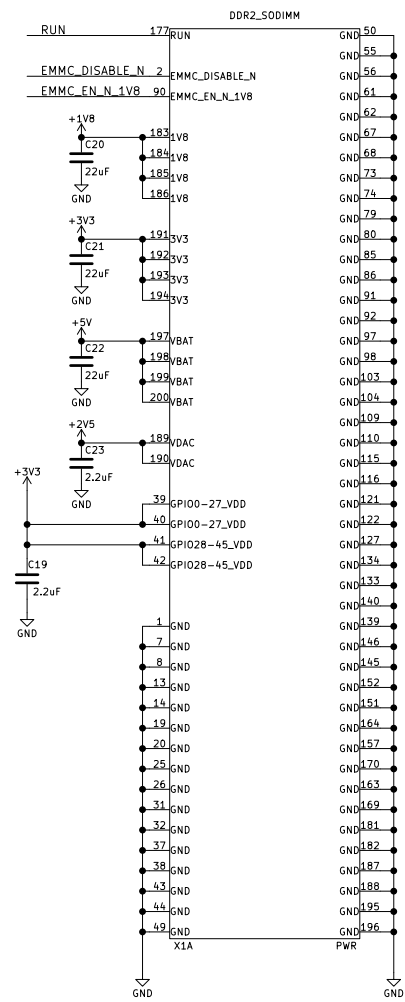 DDR2_SODIMM
RUN 177 RUN GND 50
GND 55
EMMC_DISABLE_N 2 EMMC_DISABLE_N GND 56
EMMC_EN_N_1V8 90 EMMC_EN_N_1V8 GND 61
+1V8 GND 62
183 1V8 GND 67
C20 184 1V8 GND 68
22uF 185 1V8 GND 73
GND 186 1V8 GND 74
+3V3 GND 79
191 3V3 GND 80
C21 192 3V3 GND 85
22uF 193 3V3 GND 86
GND 194 3V3 GND 91
+5V GND 92
197 VBAT GND 97
C22 198 VBAT GND 98
22uF 199 VBAT GND 103
GND 200 VBAT GND 104
+2V5 GND 109
189 VDAC GND 110
C23 190 VDAC GND 115
+3V3 2.2uF GND 116
GND 39 GPIO0-27_VDD GND 121
40 GPIO0-27_VDD GND 122
41 GPIO28-45_VDD GND 127
C19 42 GPIO28-45_VDD GND 134
2.2uF GND 133
GND 140
GND 1 GND GND 139
7 GND GND 146
8 GND GND 145
13 GND GND 152
14 GND GND 151
19 GND GND 164
20 GND GND 157
25 GND GND 170
26 GND GND 163
31 GND GND 169
32 GND GND 181
37 GND GND 182
38 GND GND 187
43 GND GND 188
44 GND GND 195
49 GND GND 196
X1A PWR
GND GND